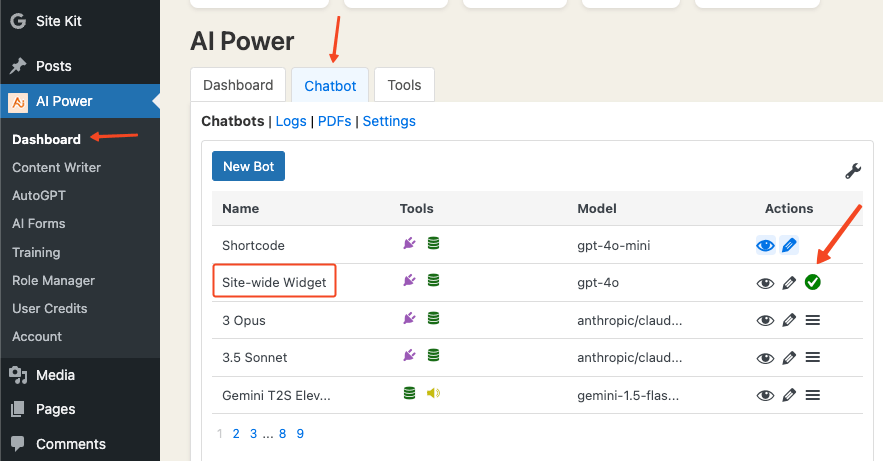 Site Kit
Posts
AI Power
Dashboard
Content Writer
AutoGPT
AI Forms
Training
Role Manager
User Credits
Account
Media
Pages
Comments
AI Power
Dashboard Chatbot Tools
Chatbots | Logs | PDFs | Settings
New Bot
Name Tools Model Actions
Shortcode gpt-4o-mini
Site-wide Widget gpt-4o
3 Opus anthropic/claud...
3.5 Sonnet anthropic/claud...
Gemini T2S Elev... gemini-1.5-flas...
1 2 3 ... 8 9